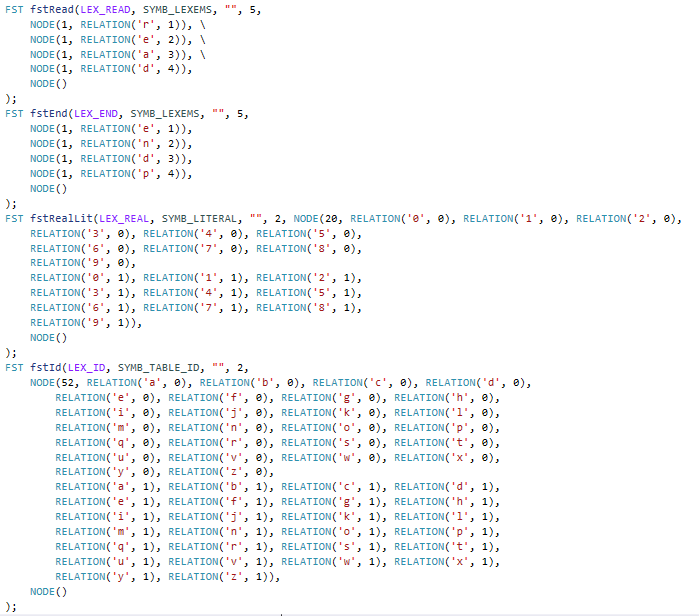 FST fstRead(LEX_READ, SYMB_LEXEMS, "", 5,
    NODE(1, RELATION('r', 1)), \
    NODE(1, RELATION('e', 2)), \
    NODE(1, RELATION('a', 3)), \
    NODE(1, RELATION('d', 4)),
    NODE()
);
FST fstEnd(LEX_END, SYMB_LEXEMS, "", 5,
    NODE(1, RELATION('e', 1)),
    NODE(1, RELATION('n', 2)),
    NODE(1, RELATION('d', 3)),
    NODE(1, RELATION('p', 4)),
    NODE()
);
FST fstRealLit(LEX_REAL, SYMB_LITERAL, "", 2, NODE(20, RELATION('0', 0), RELATION('1', 0), RELATION('2', 0),
    RELATION('3', 0), RELATION('4', 0), RELATION('5', 0),
    RELATION('6', 0), RELATION('7', 0), RELATION('8', 0),
    RELATION('9', 0),
    RELATION('0', 1), RELATION('1', 1), RELATION('2', 1),
    RELATION('3', 1), RELATION('4', 1), RELATION('5', 1),
    RELATION('6', 1), RELATION('7', 1), RELATION('8', 1),
    RELATION('9', 1)),
    NODE()
);
FST fstId(LEX_ID, SYMB_TABLE_ID, "", 2,
    NODE(52, RELATION('a', 0), RELATION('b', 0), RELATION('c', 0), RELATION('d', 0),
        RELATION('e', 0), RELATION('f', 0), RELATION('g', 0), RELATION('h', 0),
        RELATION('i', 0), RELATION('j', 0), RELATION('k', 0), RELATION('l', 0),
        RELATION('m', 0), RELATION('n', 0), RELATION('o', 0), RELATION('p', 0),
        RELATION('q', 0), RELATION('r', 0), RELATION('s', 0), RELATION('t', 0),
        RELATION('u', 0), RELATION('v', 0), RELATION('w', 0), RELATION('x', 0),
        RELATION('y', 0), RELATION('z', 0),
        RELATION('a', 1), RELATION('b', 1), RELATION('c', 1), RELATION('d', 1),
        RELATION('e', 1), RELATION('f', 1), RELATION('g', 1), RELATION('h', 1),
        RELATION('i', 1), RELATION('j', 1), RELATION('k', 1), RELATION('l', 1),
        RELATION('m', 1), RELATION('n', 1), RELATION('o', 1), RELATION('p', 1),
        RELATION('q', 1), RELATION('r', 1), RELATION('s', 1), RELATION('t', 1),
        RELATION('u', 1), RELATION('v', 1), RELATION('w', 1), RELATION('x', 1),
        RELATION('y', 1), RELATION('z', 1)),
    NODE()
);